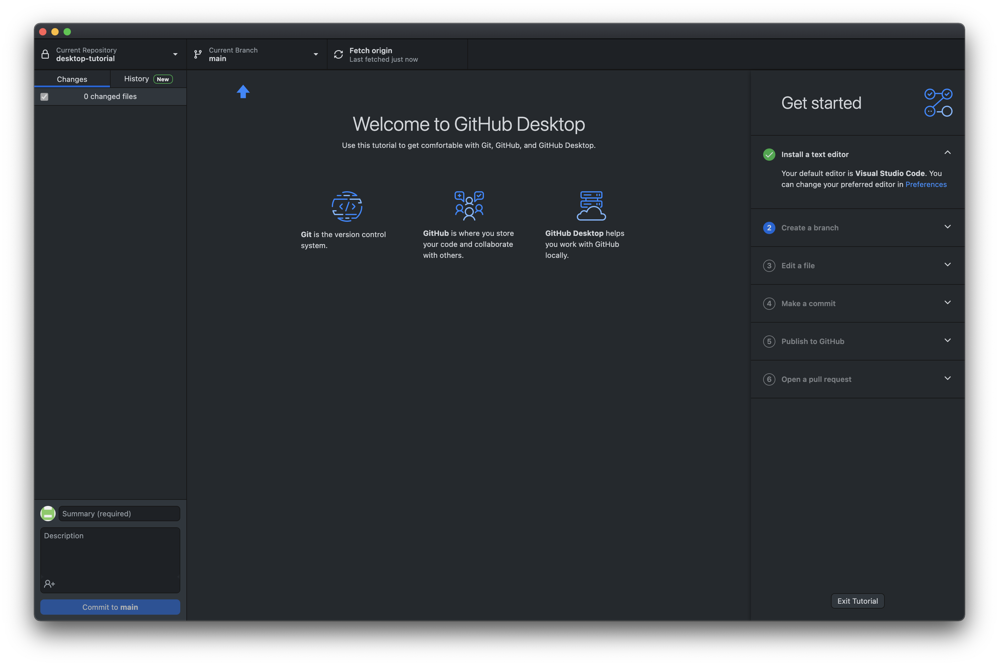 Current Repository
desktop-tutorial
Current Branch
main
Fetch origin
Last fetched just now
Changes
History New
0 changed files
Welcome to GitHub Desktop
Use this tutorial to get comfortable with Git, GitHub, and GitHub Desktop.
Git is the version control
system.
GitHub is where you store
your code and collaborate
with others.
GitHub Desktop helps
you work with GitHub
locally.
Get started
Install a text editor
Your default editor is Visual Studio Code. You
can change your preferred editor in Preferences
2 Create a branch
3 Edit a file
4 Make a commit
5 Publish to GitHub
6 Open a pull request
Exit Tutorial
Summary (required)
Description
Commit to main